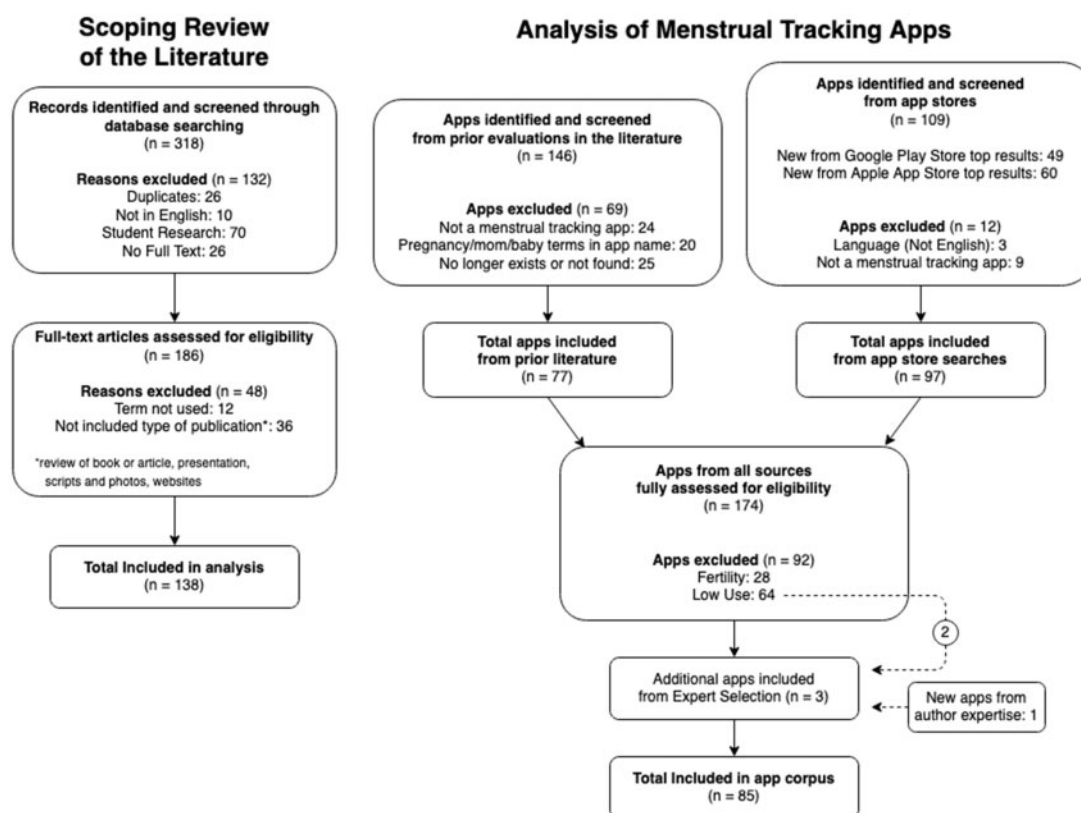 Scoping Review
of the Literature
Records identified and screened through
database searching
(n = 318)
Reasons excluded (n = 132)
Duplicates: 26
Not in English: 10
Student Research: 70
No Full Text: 26
Full-text articles assessed for eligibility
(n = 186)
Reasons excluded (n = 48)
Term not used: 12
Not included type of publication*: 36
*review of book or article, presentation,
scripts and photos, websites
Total Included in analysis
(n = 138)
Analysis of Menstrual Tracking Apps
Apps identified and screened
from prior evaluations in the literature
(n = 146)
Apps excluded (n = 69)
Not a menstrual tracking app: 24
Pregnancy/mom/baby terms in app name: 20
No longer exists or not found: 25
Total apps included
from prior literature
(n = 77)
Apps identified and screened
from app stores
(n = 109)
New from Google Play Store top results: 49
New from Apple App Store top results: 60
Apps excluded (n = 12)
Language (Not English): 3
Not a menstrual tracking app: 9
Total apps included
from app store searches
(n = 97)
Apps from all sources
fully assessed for eligibility
(n = 174)
Apps excluded (n = 92)
Fertility: 28
Low Use: 64
2
Additional apps included
from Expert Selection (n = 3)
New apps from
author expertise: 1
Total Included in app corpus
(n = 85)